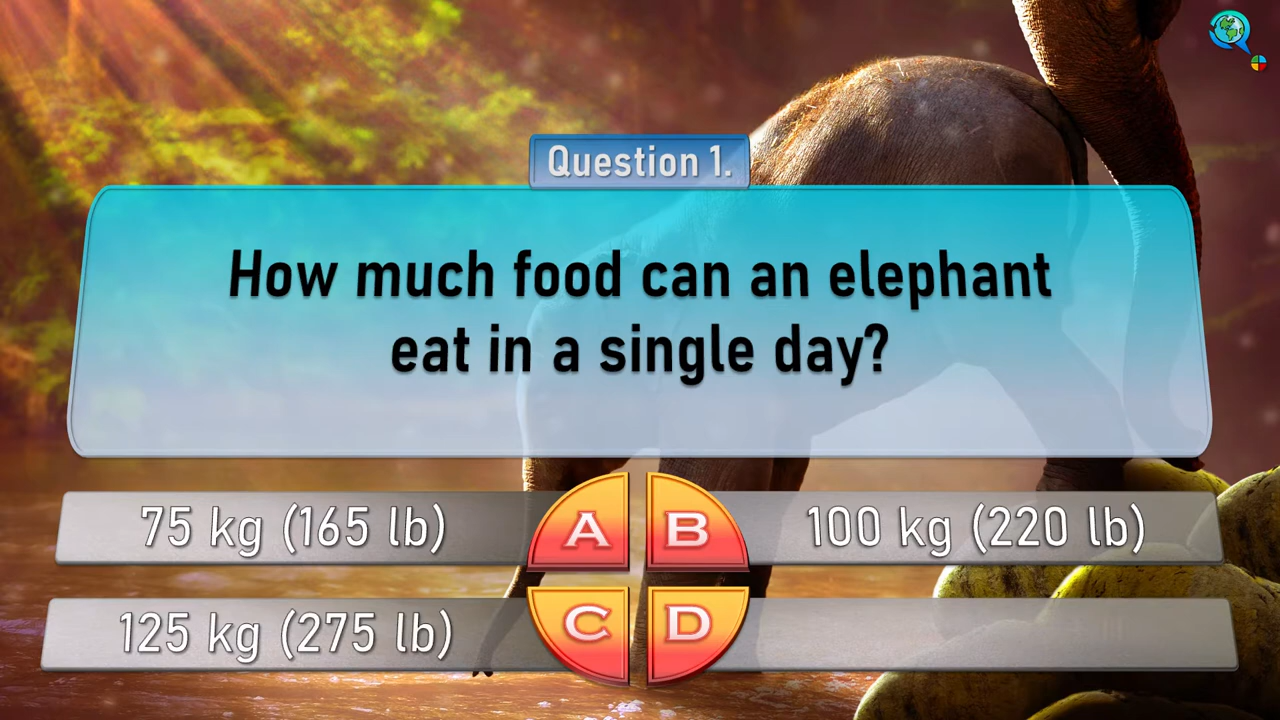 Question 1.
How much food can an elephant
eat in a single day?
75 kg (165 lb)
A
B
100 kg (220 lb)
125 kg (275 lb)
C
D